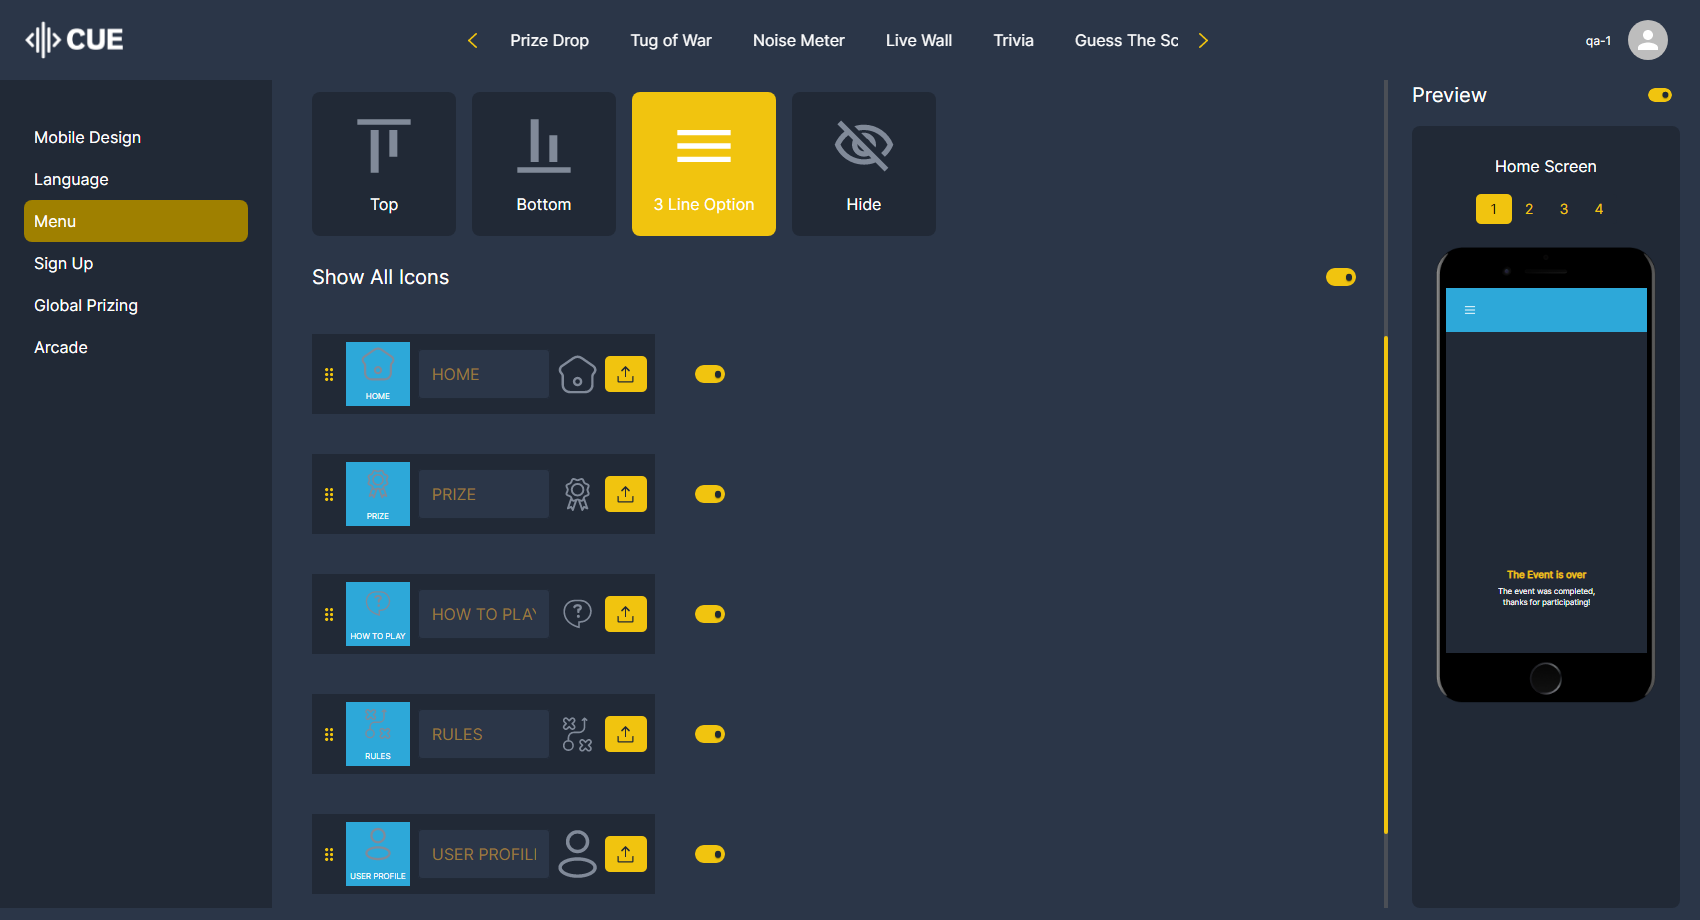 CUE
Prize Drop
Tug of War
Noise Meter
Live Wall
Trivia
Guess The Sc
qa-1
Mobile Design
Language
Menu
Sign Up
Global Prizing
Arcade
Top
Bottom
3 Line Option
Hide
Show All Icons
HOME
HOME
PRIZE
PRIZE
HOW TO PLAY
HOW TO PLAY
RULES
RULES
USER PROFILE
USER PROFIL
Preview
Home Screen
1 2 3 4
The Event is over
The event was completed,
thanks for participating!